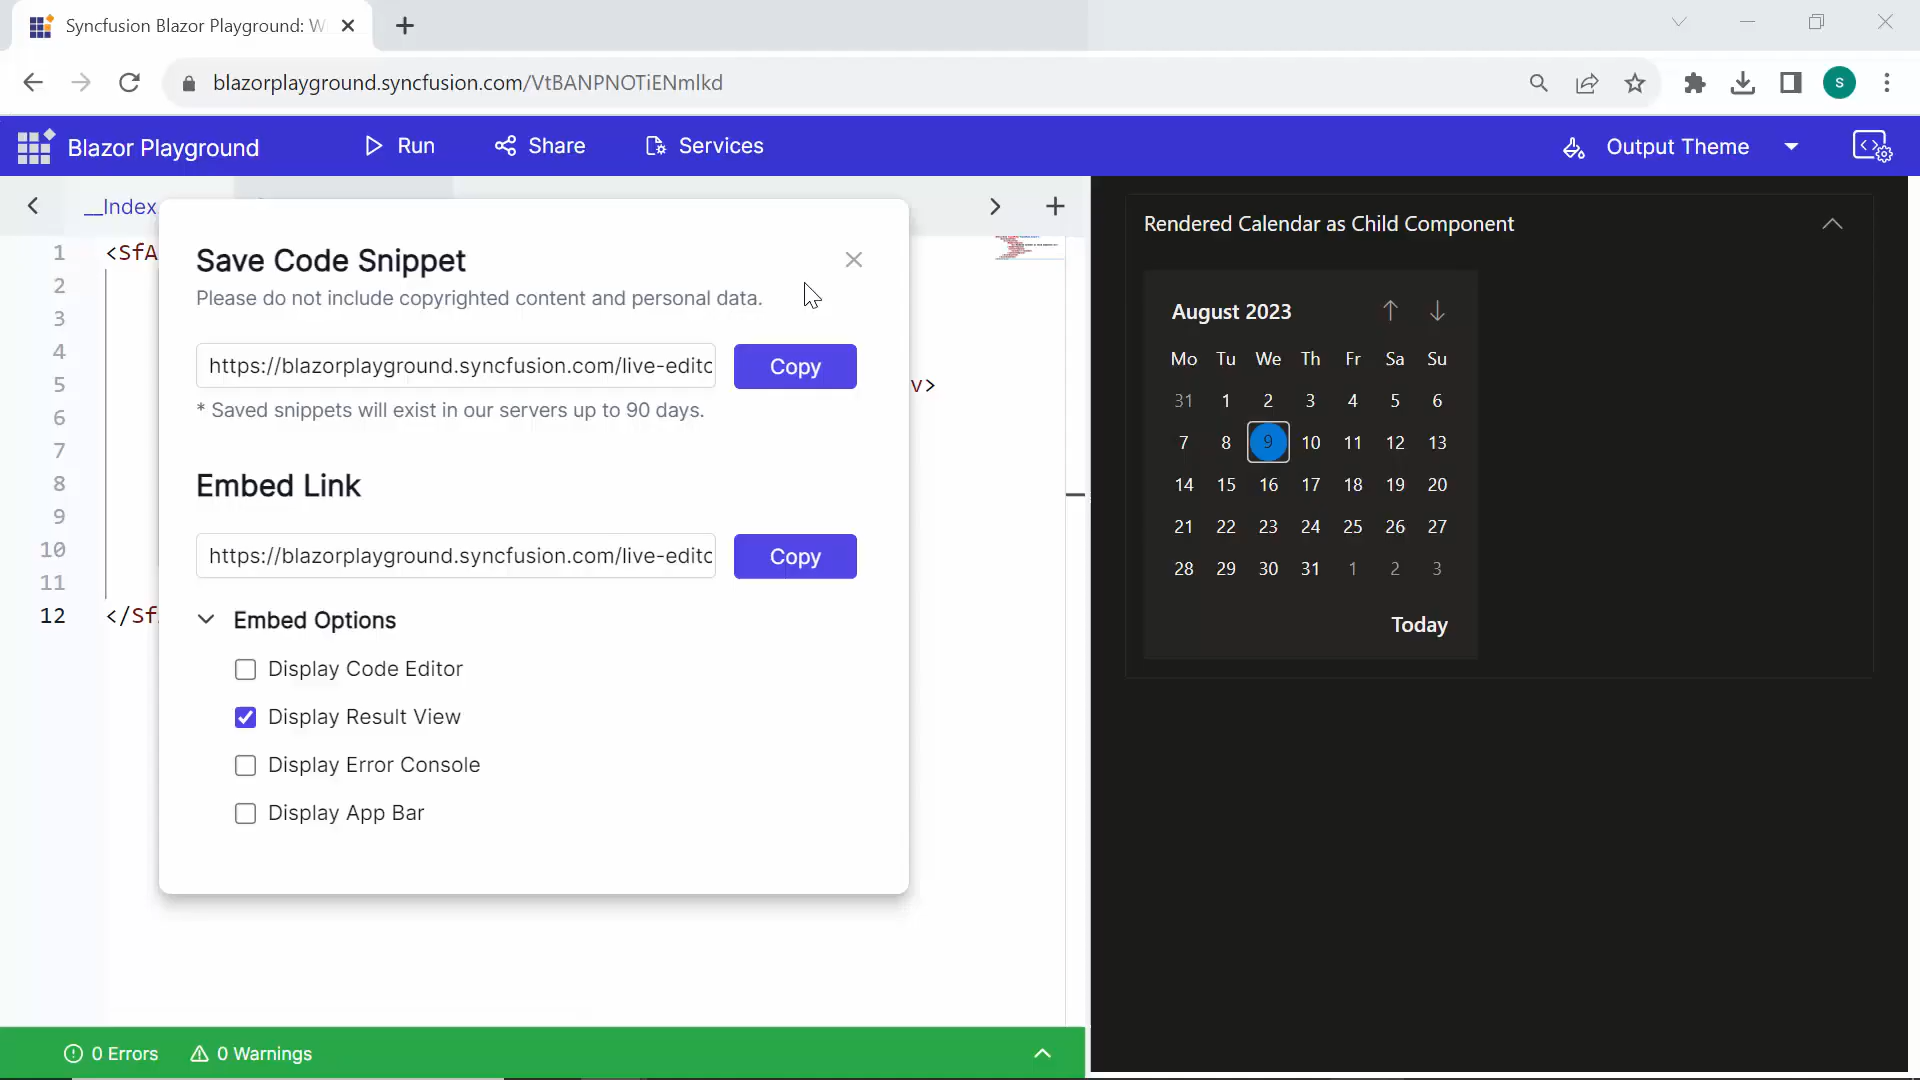 Syncfusion Blazor Playground: W
blazorplayground.syncfusion.com/VtBANPNOTiENmlkd
S
Blazor Playground
Run
Share
Services
Output Theme
__Index
1 <SfA
2
3
4
5 v>
6
7
8
9
10
11
12 </Sf
Save Code Snippet
Please do not include copyrighted content and personal data.
https://blazorplayground.syncfusion.com/live-edito
Copy
* Saved snippets will exist in our servers up to 90 days.
Embed Link
https://blazorplayground.syncfusion.com/live-edito
Copy
Embed Options
Display Code Editor
Display Result View
Display Error Console
Display App Bar
Rendered Calendar as Child Component
August 2023
Mo Tu We Th Fr Sa Su
31 1 2 3 4 5 6
7 8 9 10 11 12 13
14 15 16 17 18 19 20
21 22 23 24 25 26 27
28 29 30 31 1 2 3
Today
0 Errors
0 Warnings